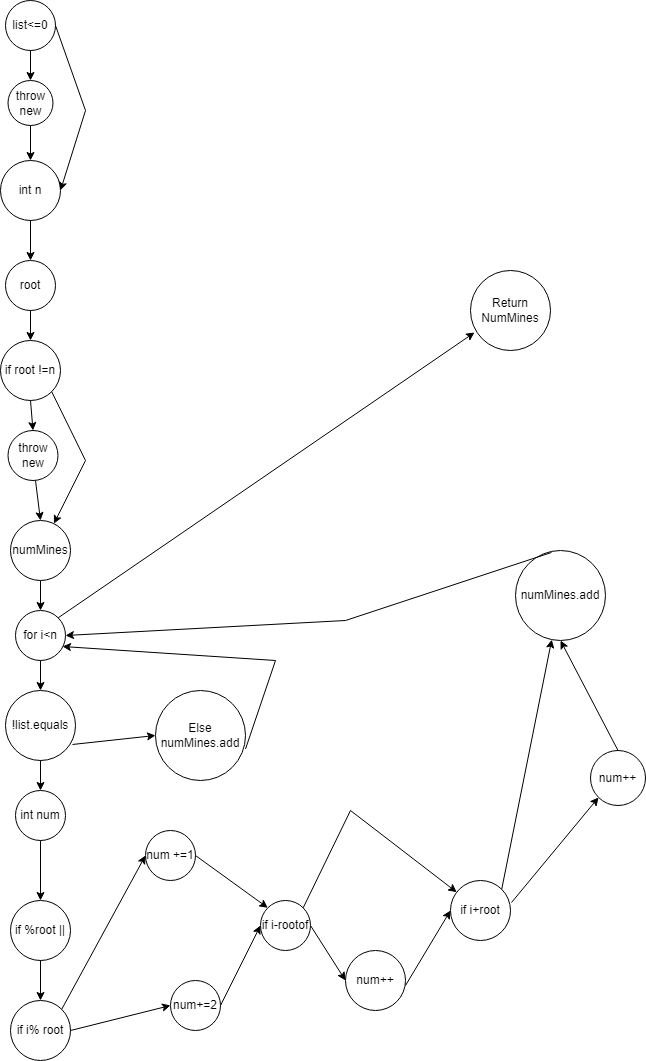 list<=0
throw
new
int n
root
Return
NumMines
if root !=n
throw
new
numMines
numMines.add
for i<n
!list.equals
Else
numMines.add
num++
int num
num +=1
if %root ||
if i-rootof
if i+root
num++
num+=2
if i% root